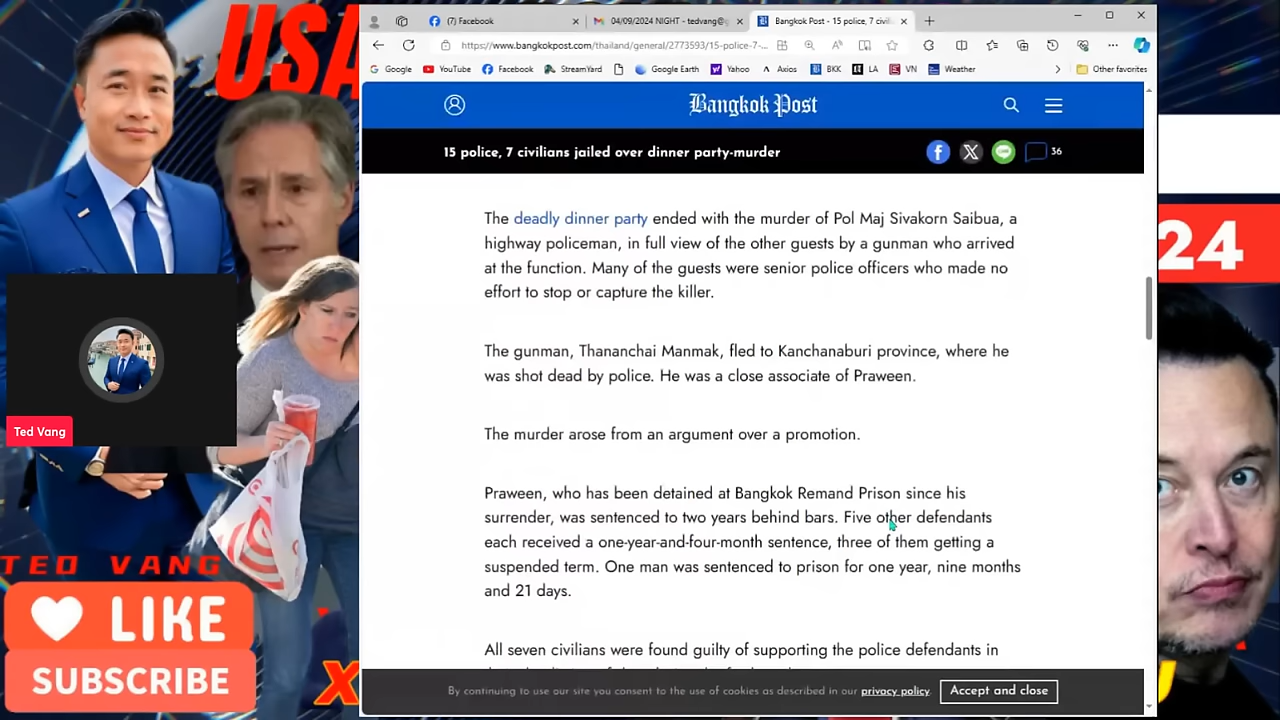 USA
(7) Facebook
04/09/2024 NIGHT - tedvang@g
Bangkok Post - 15 police, 7 civili
https://www.bangkokpost.com/thailand/general/2773593/15-police-7-...
Google
YouTube
Facebook
StreamYard
Google Earth
Yahoo
Axios
BKK
LA
VN
Weather
Other favorites
Bangkok Post
15 police, 7 civilians jailed over dinner party-murder
36
The deadly dinner party ended with the murder of Pol Maj Sivakorn Saibua, a
highway policeman, in full view of the other guests by a gunman who arrived
at the function. Many of the guests were senior police officers who made no
effort to stop or capture the killer.
The gunman, Thananchai Manmak, fled to Kanchanaburi province, where he
was shot dead by police. He was a close associate of Praween.
The murder arose from an argument over a promotion.
Praween, who has been detained at Bangkok Remand Prison since his
surrender, was sentenced to two years behind bars. Five other defendants
each received a one-year-and-four-month sentence, three of them getting a
suspended term. One man was sentenced to prison for one year, nine months
and 21 days.
All seven civilians were found guilty of supporting the police defendants in
By continuing to use our site you consent to the use of cookies as described in our privacy policy.
Accept and close
24
Ted Vang
TED VANG
LIKE
SUBSCRIBE
X